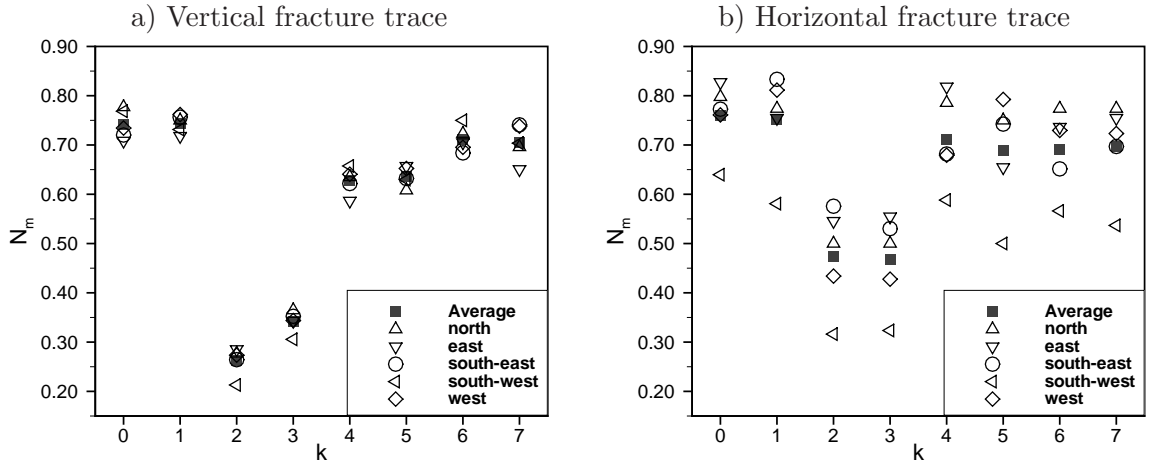 a) Vertical fracture trace
0.90
0.80
0.70
0.60
0.50
0.40
0.30
0.20
N_m
0 1 2 3 4 5 6 7
k
Average
north
east
south-east
south-west
west
b) Horizontal fracture trace
0.90
0.80
0.70
0.60
0.50
0.40
0.30
0.20
N_m
0 1 2 3 4 5 6 7
k
Average
north
east
south-east
south-west
west